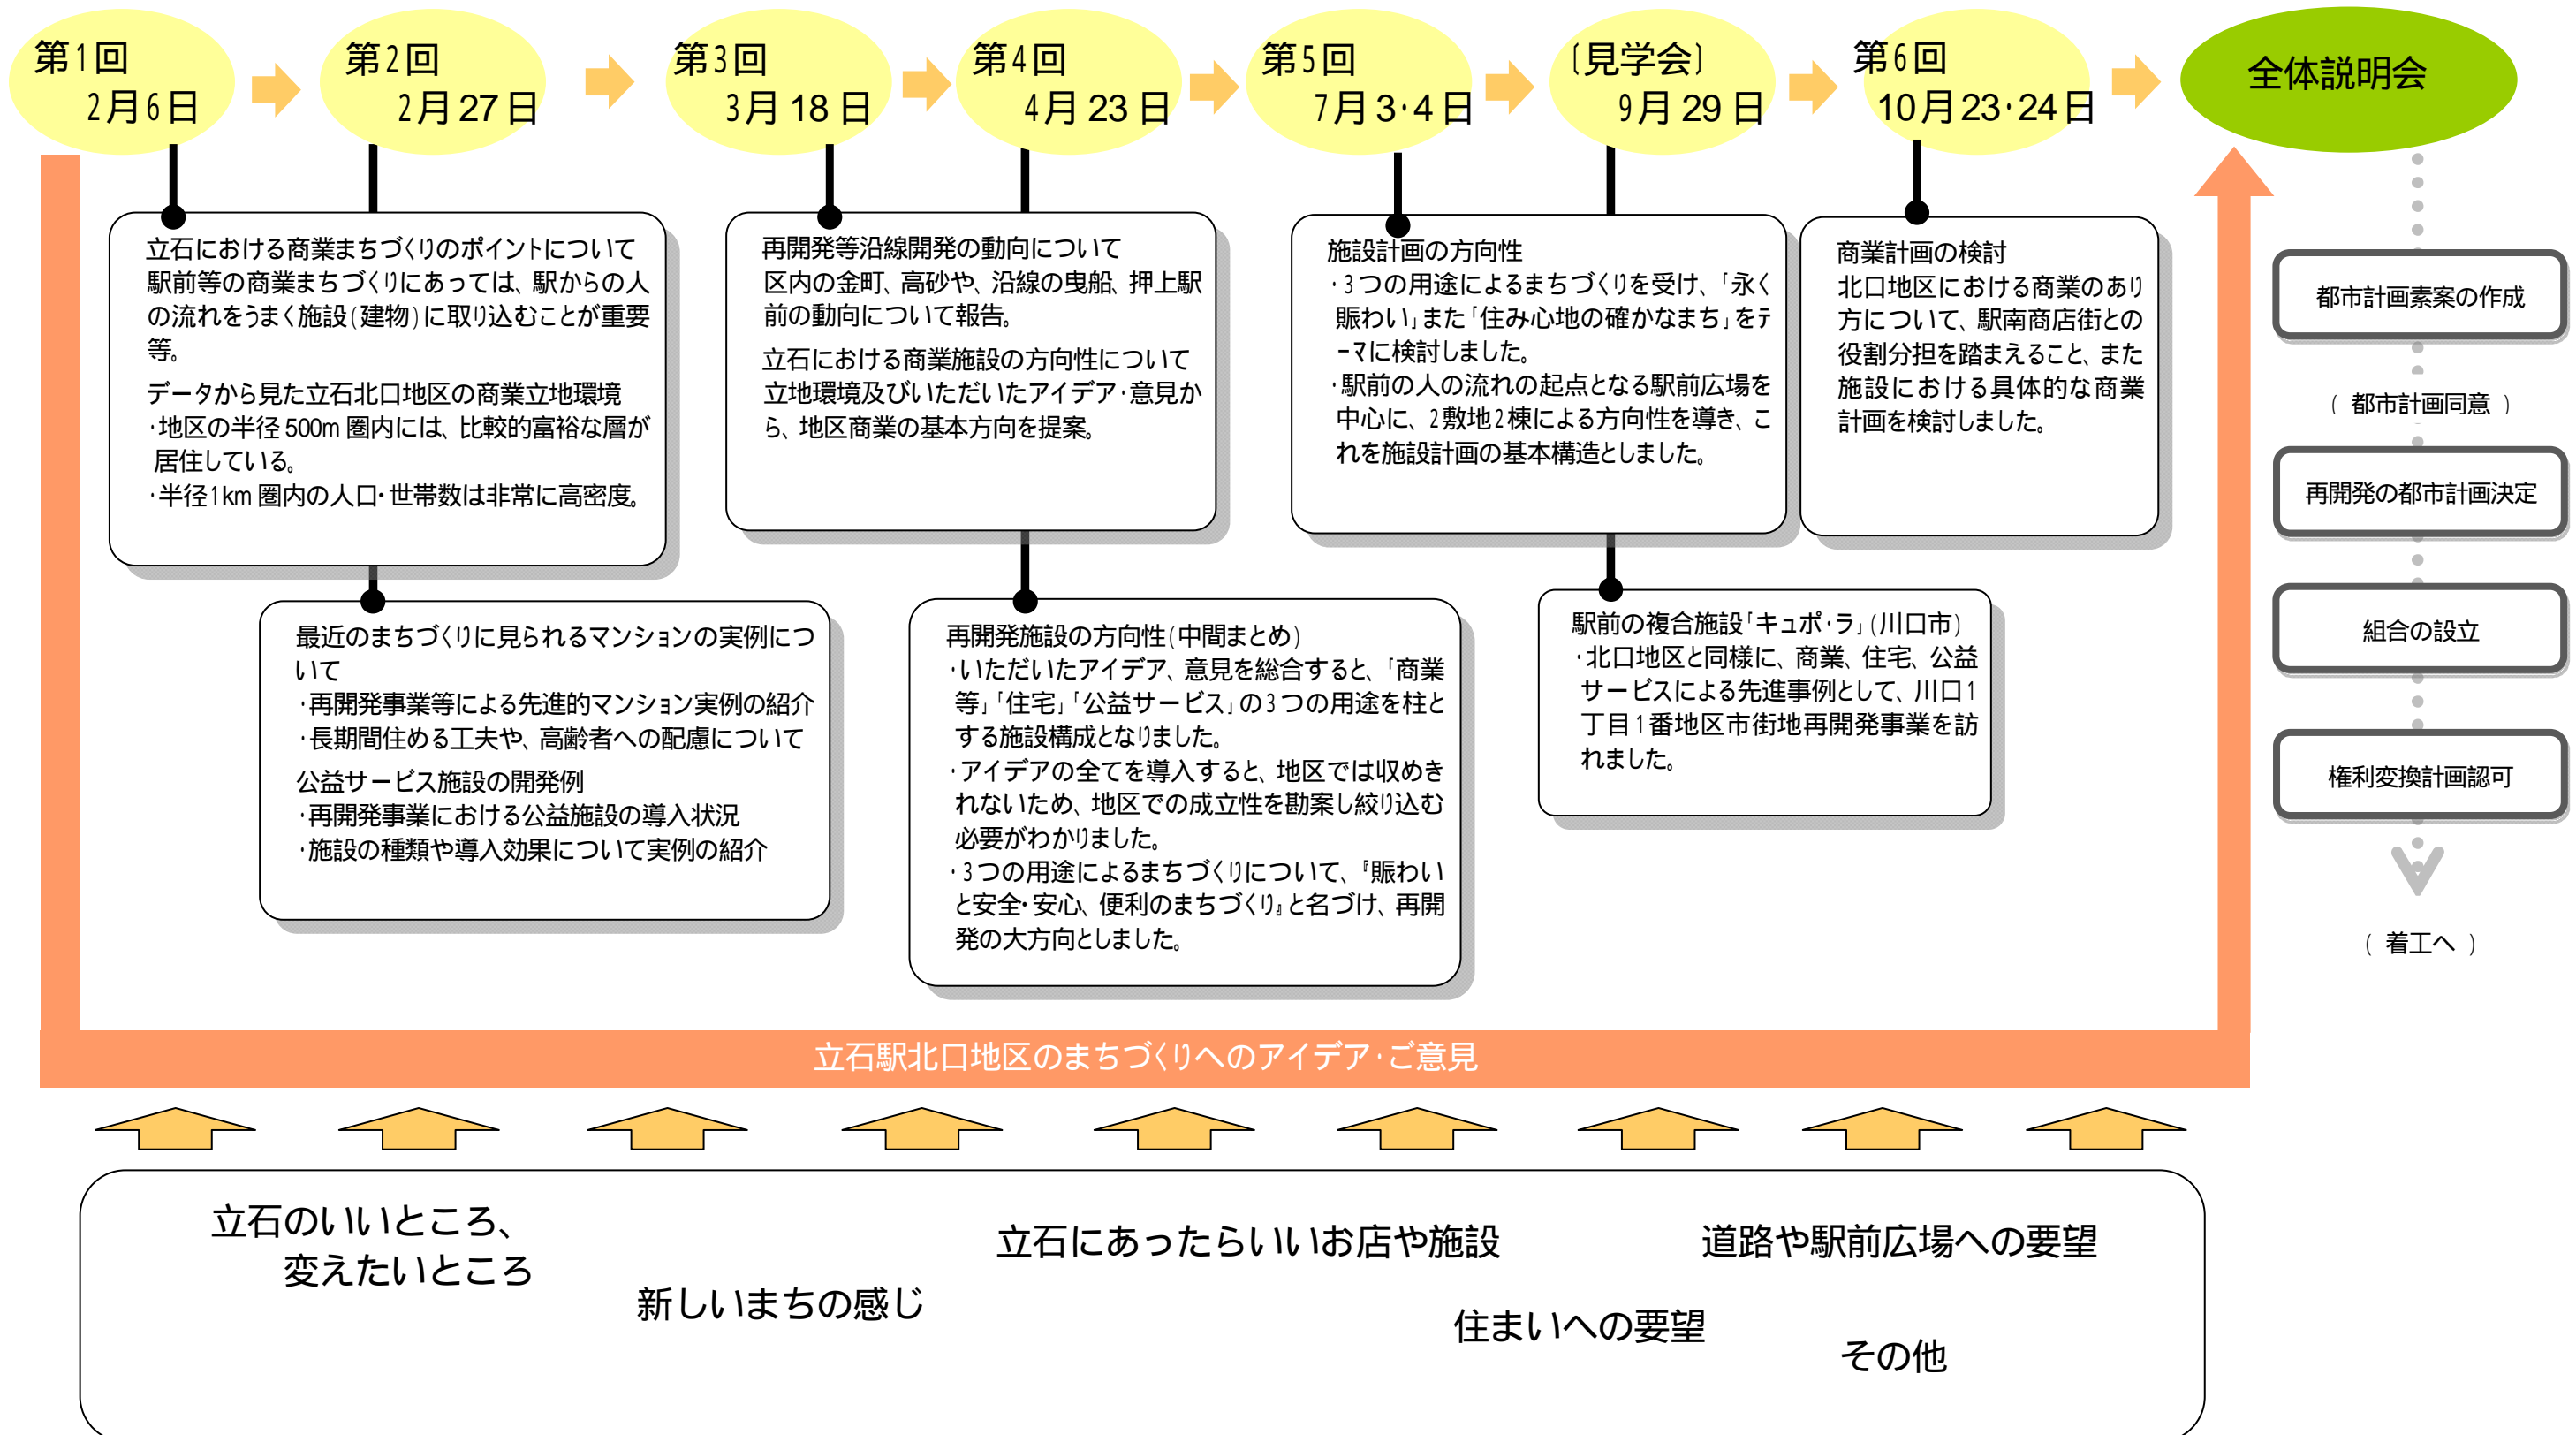 第1回
2月6日
第2回
2月27日
第3回
3月18日
第4回
4月23日
第5回
7月3・4日
〔見学会〕
9月29日
第6回
10月23・24日
全体説明会
立石における商業まちづくりのポイントについて
駅前等の商業まちづくりにあっては、駅からの人
の流れをうまく施設(建物)に取り込むことが重要
等。
データから見た立石北口地区の商業立地環境
・地区の半径500m圏内には、比較的富裕な層が
居住している。
・半径1km圏内の人口・世帯数は非常に高密度。
最近のまちづくりに見られるマンションの実例につ
いて
・再開発事業等による先進的マンション実例の紹介
・長期間住める工夫や、高齢者への配慮について
公益サービス施設の開発例
・再開発事業における公益施設の導入状況
・施設の種類や導入効果について実例の紹介
再開発等沿線開発の動向について
区内の金町、高砂や、沿線の曳船、押上駅
前の動向について報告。
立石における商業施設の方向性について
立地環境及びいただいたアイデア・意見か
ら、地区商業の基本方向を提案。
再開発施設の方向性(中間まとめ)
・いただいたアイデア、意見を総合すると、「商業
等」「住宅」「公益サービス」の3つの用途を柱と
する施設構成となりました。
・アイデアの全てを導入すると、地区では収めき
れないため、地区での成立性を勘案し絞り込む
必要がわかりました。
・3つの用途によるまちづくりについて、『賑わい
と安全・安心、便利のまちづくり』と名づけ、再開
発の大方向としました。
施設計画の方向性
・3つの用途によるまちづくりを受け、「永く
賑わい」また「住み心地の確かなまち」をテ
ーマに検討しました。
・駅前の人の流れの起点となる駅前広場を
中心に、2敷地2棟による方向性を導き、こ
れを施設計画の基本構造としました。
駅前の複合施設「キュポ・ラ」(川口市)
・北口地区と同様に、商業、住宅、公益
サービスによる先進事例として、川口1
丁目1番地区市街地再開発事業を訪
れました。
商業計画の検討
北口地区における商業のあり
方について、駅南商店街との
役割分担を踏まえること、また
施設における具体的な商業
計画を検討しました。
都市計画素案の作成
( 都市計画同意 )
再開発の都市計画決定
組合の設立
権利変換計画認可
( 着工へ )
立石駅北口地区のまちづくりへのアイデア・ご意見
立石のいいところ、
変えたいところ
新しいまちの感じ
立石にあったらいいお店や施設
住まいへの要望
道路や駅前広場への要望
その他